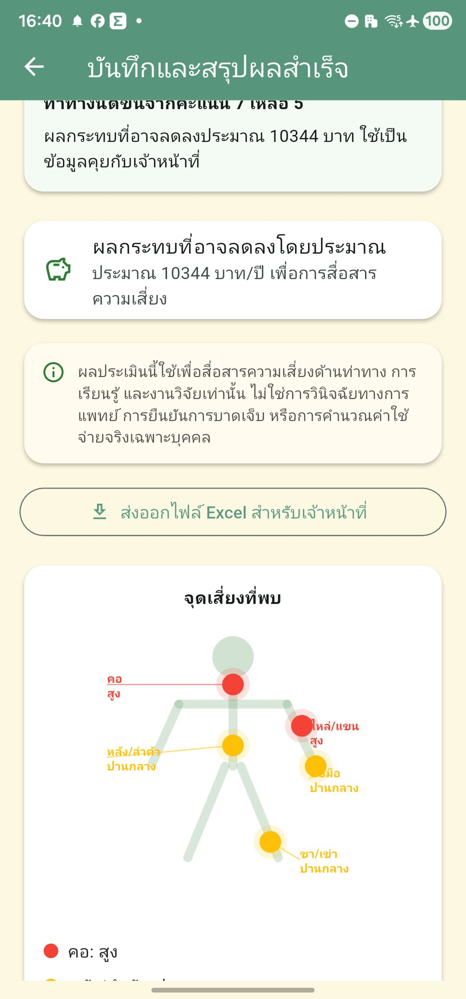 16:40
100
บันทึกและสรุปผลสำเร็จ
ท่าทางนี้ดีขึ้นจากคะแนน 7 เหลือ 5
ผลกระทบที่อาจลดลงประมาณ 10344 บาท ใช้เป็น
ข้อมูลคุยกับเจ้าหน้าที่
ผลกระทบที่อาจลดลงโดยประมาณ
ประมาณ 10344 บาท/ปี เพื่อการสื่อสาร
ความเสี่ยง
ผลประเมินนี้ใช้เพื่อสื่อสารความเสี่ยงด้านท่าทาง การ
เรียนรู้ และงานวิจัยเท่านั้น ไม่ใช่การวินิจฉัยทางการ
แพทย์ การยืนยันการบาดเจ็บ หรือการคำนวณค่าใช้
จ่ายจริงเฉพาะบุคคล
ส่งออกไฟล์ Excel สำหรับเจ้าหน้าที่
จุดเสี่ยงที่พบ
คอ
สูง
ไหล่/แขน
สูง
หลัง/ลำตัว
ปานกลาง
ปานกลาง
ขา/เข่า
ปานกลาง
คอ: สูง